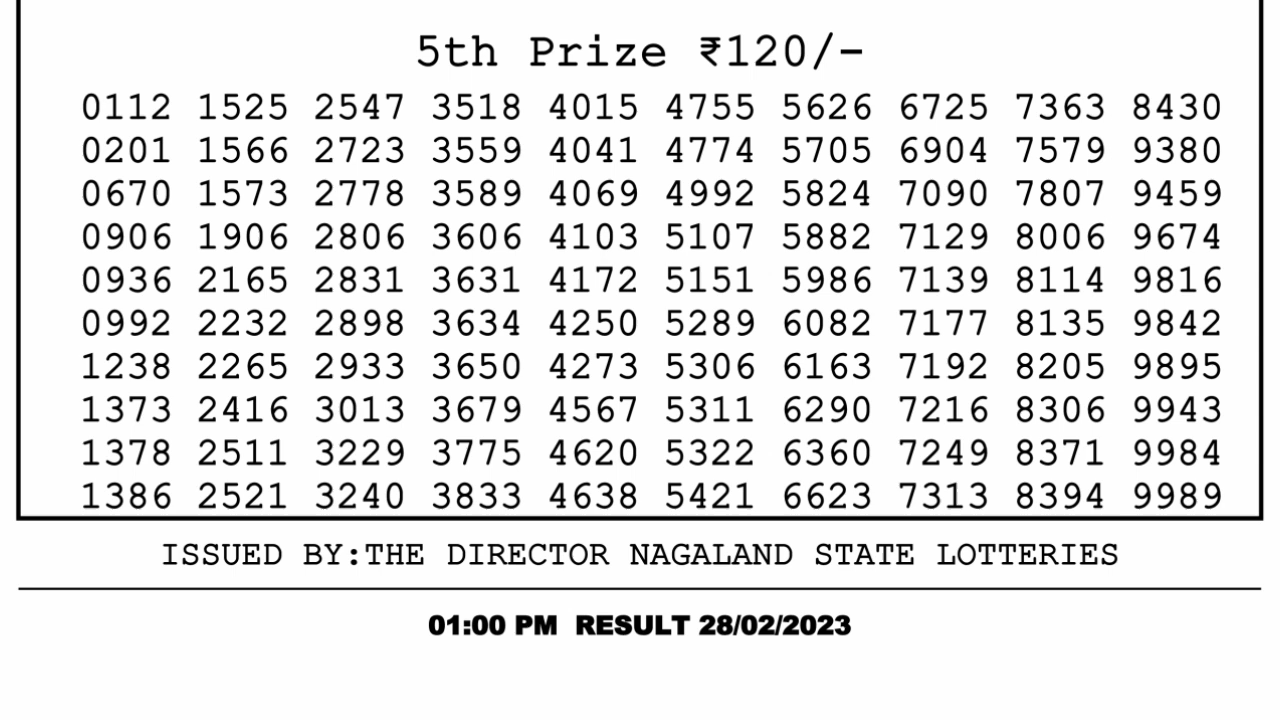 5th Prize ₹120/-
0112 1525 2547 3518 4015 4755 5626 6725 7363 8430
0201 1566 2723 3559 4041 4774 5705 6904 7579 9380
0670 1573 2778 3589 4069 4992 5824 7090 7807 9459
0906 1906 2806 3606 4103 5107 5882 7129 8006 9674
0936 2165 2831 3631 4172 5151 5986 7139 8114 9816
0992 2232 2898 3634 4250 5289 6082 7177 8135 9842
1238 2265 2933 3650 4273 5306 6163 7192 8205 9895
1373 2416 3013 3679 4567 5311 6290 7216 8306 9943
1378 2511 3229 3775 4620 5322 6360 7249 8371 9984
1386 2521 3240 3833 4638 5421 6623 7313 8394 9989
ISSUED BY:THE DIRECTOR NAGALAND STATE LOTTERIES
01:00 PM RESULT 28/02/2023